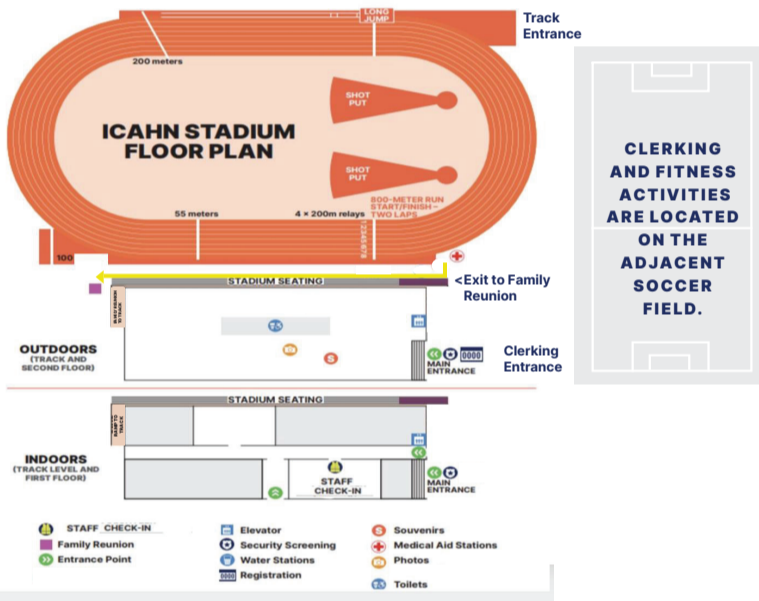 LONG
JUMP
Track
Entrance
200 meters
SHOT
PUT
ICAHN STADIUM
FLOOR PLAN
SHOT
PUT
800-METER RUN
START/FINISH –
TWO LAPS
55 meters
4 × 200m relays
12345678
100
CLERKING
AND FITNESS
ACTIVITIES
ARE LOCATED
ON THE
ADJACENT
SOCCER
FIELD.
STADIUM SEATING
<Exit to Family
Reunion
OUTDOORS
(TRACK AND
SECOND FLOOR)
S
0000
MAIN
ENTRANCE
Clerking
Entrance
STADIUM SEATING
RAMP TO
TRACK
INDOORS
(TRACK LEVEL AND
FIRST FLOOR)
STAFF
CHECK-IN
MAIN
ENTRANCE
STAFF CHECK-IN
Family Reunion
Entrance Point
Elevator
Security Screening
Water Stations
0000 Registration
S Souvenirs
Medical Aid Stations
Photos
Toilets